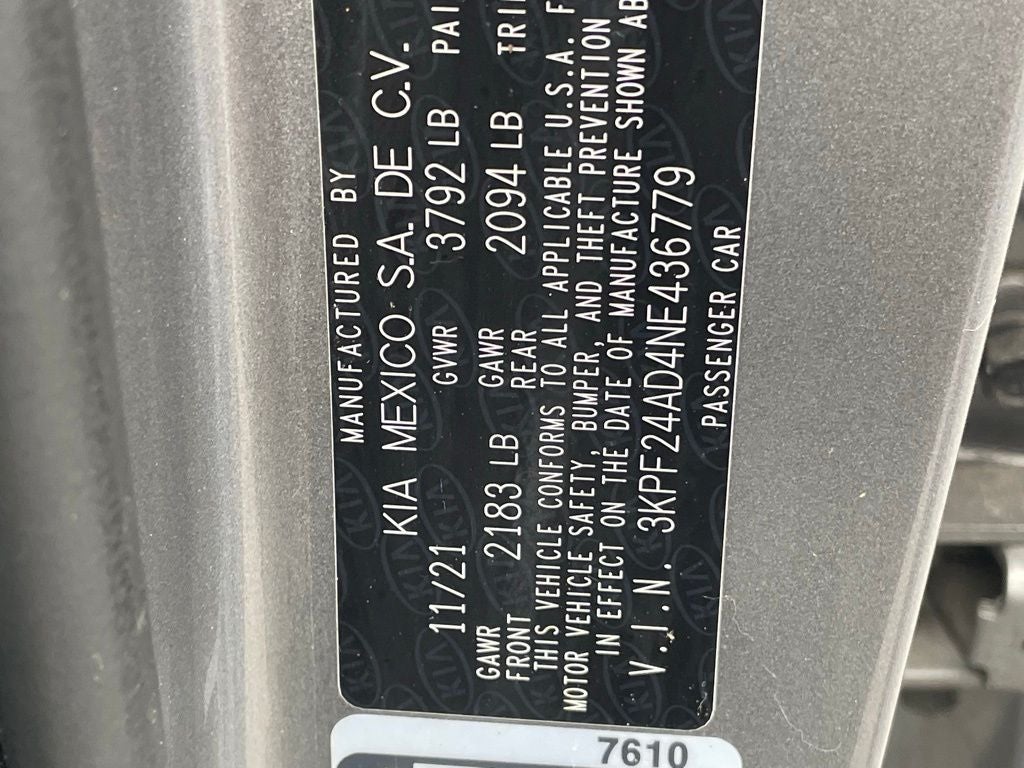 MANUFACTURED BY
KIA MEXICO S.A. DE C.V.
11/21 GVWR 3792 LB
GAWR FRONT 2183 LB GAWR REAR 2094 LB
THIS VEHICLE CONFORMS TO ALL APPLICABLE U.S.A.
MOTOR VEHICLE SAFETY, BUMPER, AND THEFT PREVENTION
IN EFFECT ON THE DATE OF MANUFACTURE SHOWN
V.I.N. 3KPF24AD4NE436779
PASSENGER CAR
7610